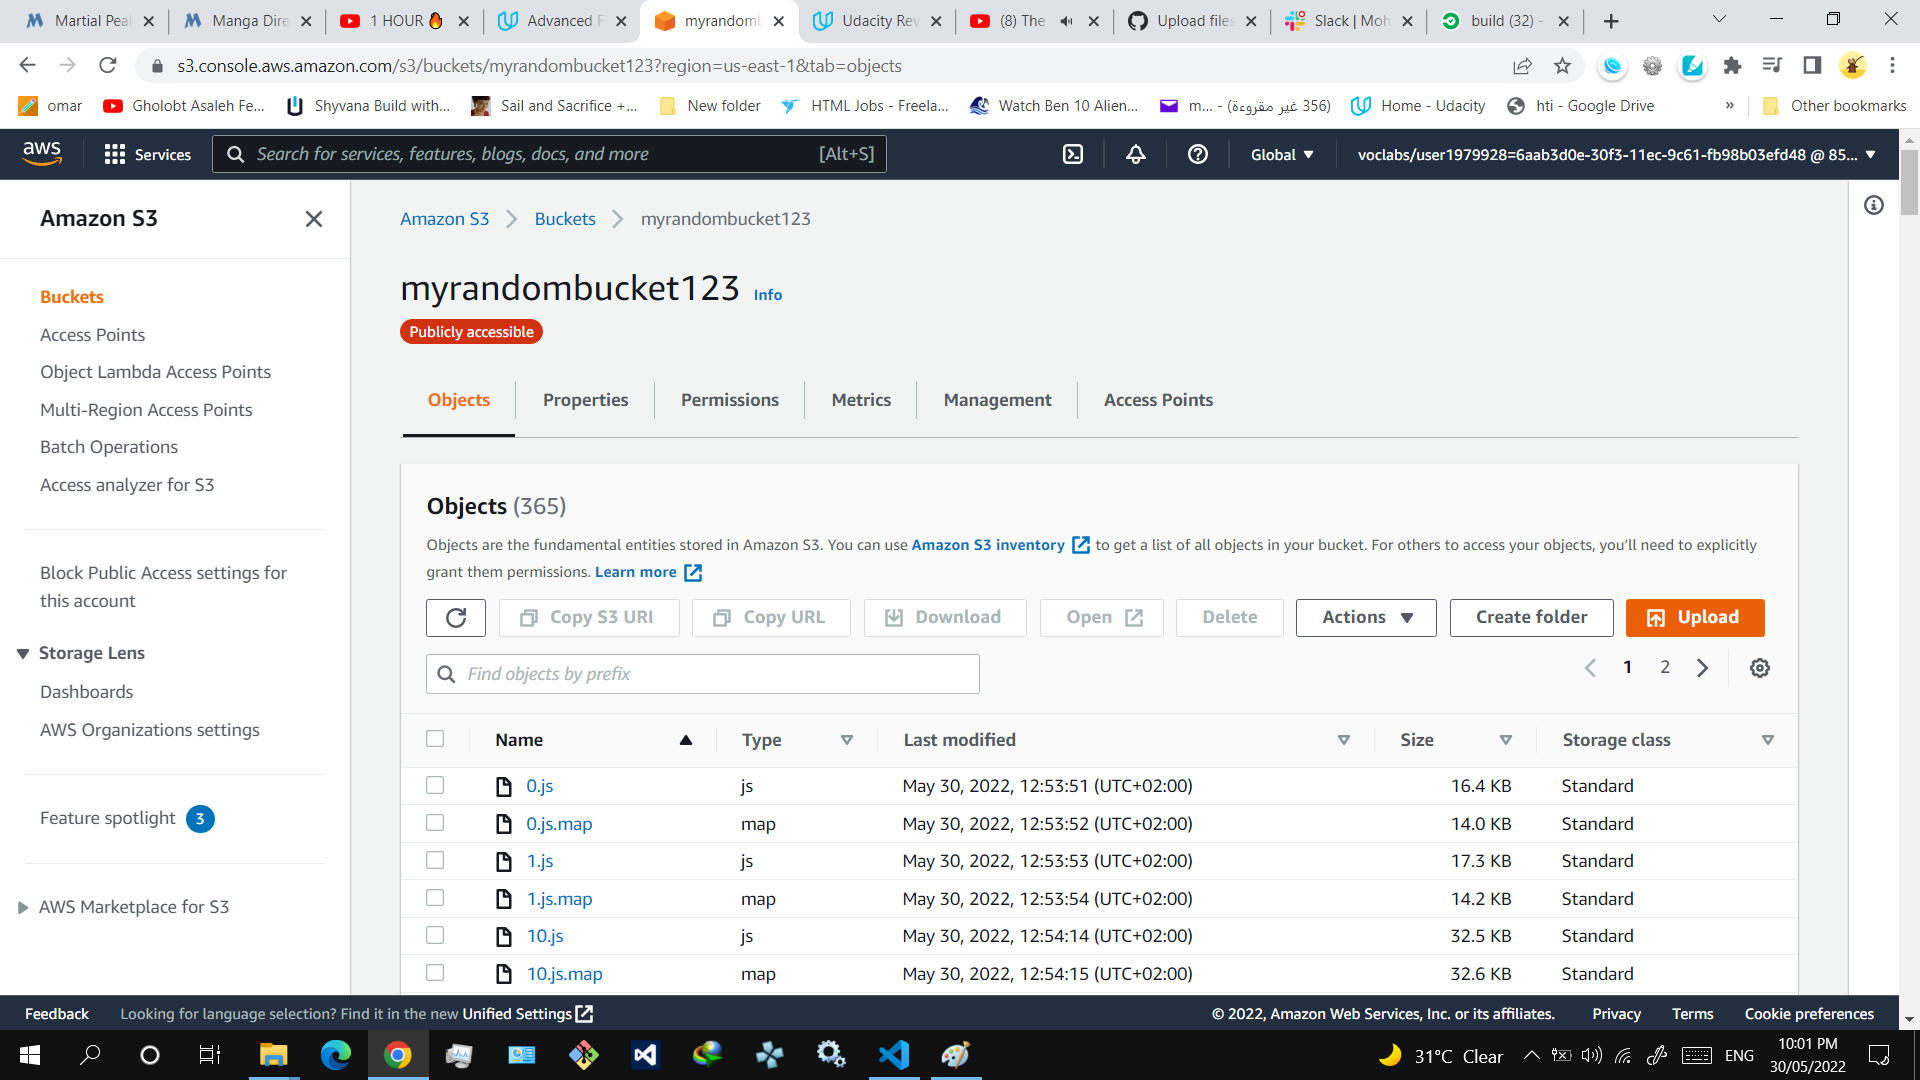 Martial Peal
Manga Dire
1 HOUR
Advanced F
myrandomb
Udacity Rev
(8) The
Upload files
Slack | Moh
build (32) -
s3.console.aws.amazon.com/s3/buckets/myrandombucket123?region=us-east-1&tab=objects
omar
Gholobt Asaleh Fe...
Shyvana Build with...
Sail and Sacrifice +...
New folder
HTML Jobs - Freela...
Watch Ben 10 Alien...
m... - (356 غير مقروءة)
Home - Udacity
hti - Google Drive
»
Other bookmarks
aws
Services
Search for services, features, blogs, docs, and more
[Alt+S]
Global
voclabs/user1979928=6aab3d0e-30f3-11ec-9c61-fb98b03efd48 @ 85...
Amazon S3
Buckets
Access Points
Object Lambda Access Points
Multi-Region Access Points
Batch Operations
Access analyzer for S3
Block Public Access settings for
this account
Storage Lens
Dashboards
AWS Organizations settings
Feature spotlight 3
AWS Marketplace for S3
Amazon S3
Buckets
myrandombucket123
myrandombucket123 Info
Publicly accessible
Objects
Properties
Permissions
Metrics
Management
Access Points
Objects (365)
Objects are the fundamental entities stored in Amazon S3. You can use Amazon S3 inventory to get a list of all objects in your bucket. For others to access your objects, you'll need to explicitly
grant them permissions. Learn more
Copy S3 URI
Copy URL
Download
Open
Delete
Actions
Create folder
Upload
Find objects by prefix
1 2
Name Type Last modified Size Storage class
0.js js May 30, 2022, 12:53:51 (UTC+02:00) 16.4 KB Standard
0.js.map map May 30, 2022, 12:53:52 (UTC+02:00) 14.0 KB Standard
1.js js May 30, 2022, 12:53:53 (UTC+02:00) 17.3 KB Standard
1.js.map map May 30, 2022, 12:53:54 (UTC+02:00) 14.2 KB Standard
10.js js May 30, 2022, 12:54:14 (UTC+02:00) 32.5 KB Standard
10.js.map map May 30, 2022, 12:54:15 (UTC+02:00) 32.6 KB Standard
Feedback
Looking for language selection? Find it in the new Unified Settings
© 2022, Amazon Web Services, Inc. or its affiliates.
Privacy
Terms
Cookie preferences
31°C Clear
ENG
10:01 PM
30/05/2022